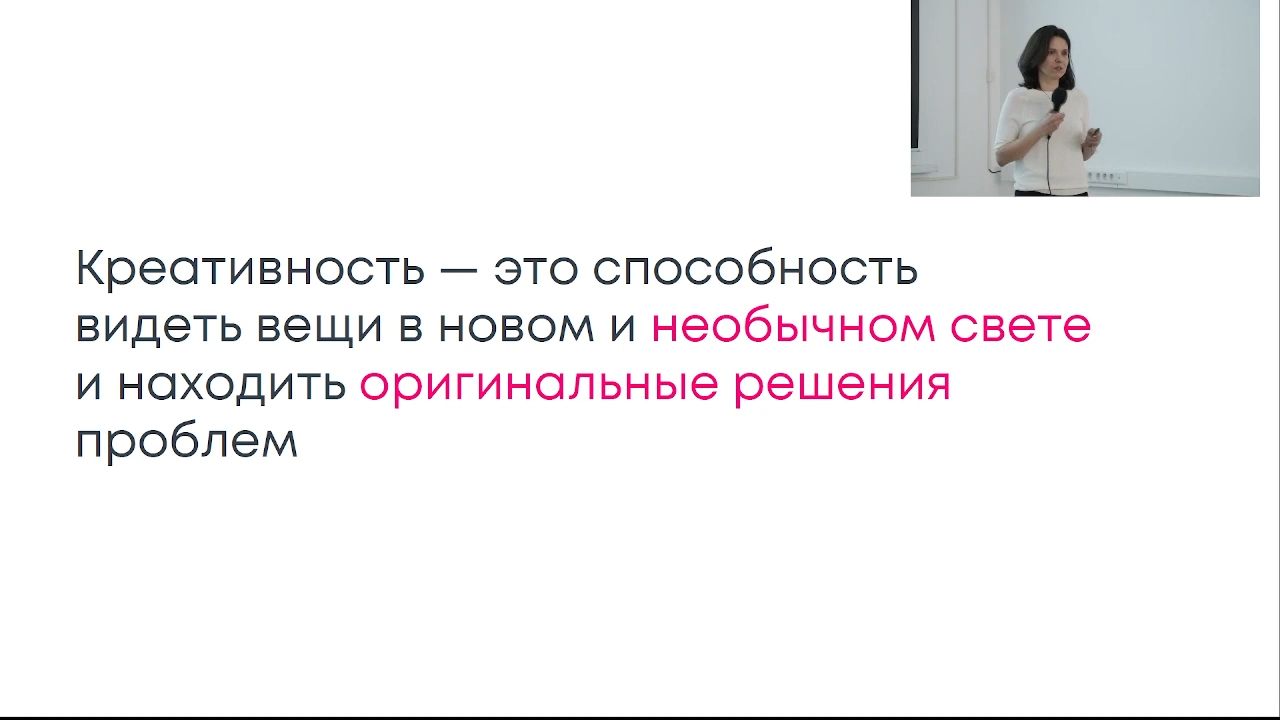 Креативность — это способность
видеть вещи в новом и необычном свете
и находить оригинальные решения
проблем